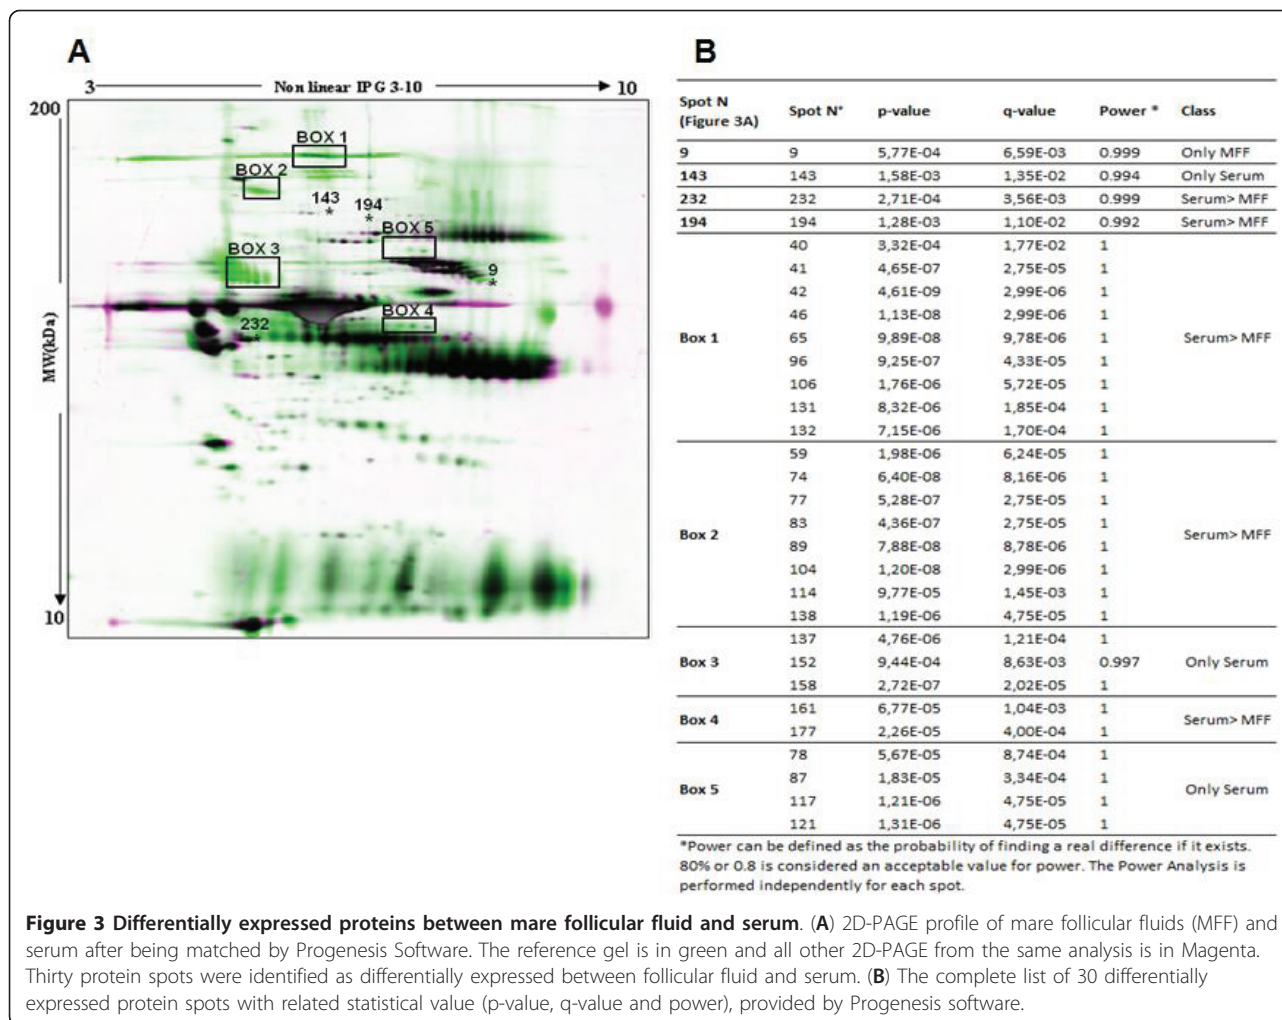 A
B
3
Non linear IPG 3-10
10
200
MW(kDa)
10
BOX 1
BOX 2
143
194
BOX 5
BOX 3
9
*
*
*
BOX 4
232
Spot N (Figure 3A) Spot N° p-value q-value Power * Class
9 9 5,77E-04 6,59E-03 0.999 Only MFF
143 143 1,58E-03 1,35E-02 0.994 Only Serum
232 232 2,71E-04 3,56E-03 0.999 Serum> MFF
194 194 1,28E-03 1,10E-02 0.992 Serum> MFF
40 3,32E-04 1,77E-02 1
41 4,65E-07 2,75E-05 1
42 4,61E-09 2,99E-06 1
46 1,13E-08 2,99E-06 1
Box 1 65 9,89E-08 9,78E-06 1 Serum> MFF
96 9,25E-07 4,33E-05 1
106 1,76E-06 5,72E-05 1
131 8,32E-06 1,85E-04 1
132 7,15E-06 1,70E-04 1
59 1,98E-06 6,24E-05 1
74 6,40E-08 8,16E-06 1
77 5,28E-07 2,75E-05 1
83 4,36E-07 2,75E-05 1
Box 2 Serum> MFF
89 7,88E-08 8,78E-06 1
104 1,20E-08 2,99E-06 1
114 9,77E-05 1,45E-03 1
138 1,19E-06 4,75E-05 1
137 4,76E-06 1,21E-04 1
Box 3 152 9,44E-04 8,63E-03 0.997 Only Serum
158 2,72E-07 2,02E-05 1
161 6,77E-05 1,04E-03 1
Box 4 Serum> MFF
177 2,26E-05 4,00E-04 1
78 5,67E-05 8,74E-04 1
87 1,83E-05 3,34E-04 1
Box 5 Only Serum
117 1,21E-06 4,75E-05 1
121 1,31E-06 4,75E-05 1
*Power can be defined as the probability of finding a real difference if it exists.
80% or 0.8 is considered an acceptable value for power. The Power Analysis is
performed independently for each spot.
Figure 3 Differentially expressed proteins between mare follicular fluid and serum. (A) 2D-PAGE profile of mare follicular fluids (MFF) and
serum after being matched by Progenesis Software. The reference gel is in green and all other 2D-PAGE from the same analysis is in Magenta.
Thirty protein spots were identified as differentially expressed between follicular fluid and serum. (B) The complete list of 30 differentially
expressed protein spots with related statistical value (p-value, q-value and power), provided by Progenesis software.